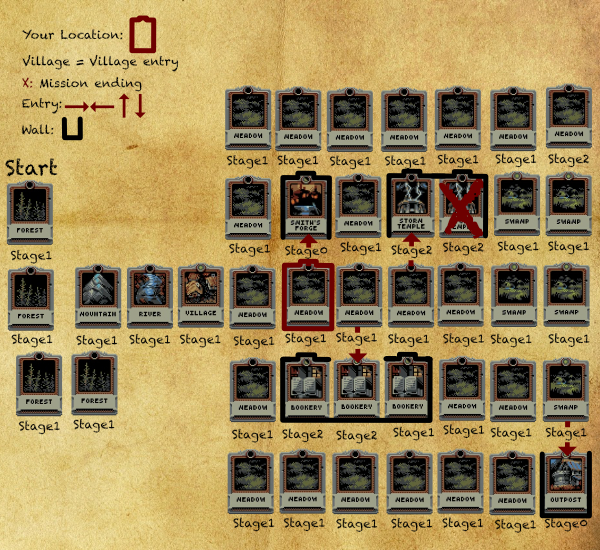 Your Location:
Village = Village entry
X: Mission ending
Entry:
Wall:
MEADOW MEADOW MEADOW MEADOW MEADOW MEADOW MEADOW
Stage1 Stage1 Stage1 Stage1 Stage1 Stage1 Stage2
Start
FOREST MEADOW SMITH'S FORGE MEADOW STORM TEMPLE SWAMP SWAMP
Stage1 Stage1 Stage0 Stage1 Stage2 Stage2 Stage1 Stage1
FOREST MOUNTAIN RIVER VILLAGE MEADOW MEADOW MEADOW MEADOW MEADOW SWAMP SWAMP
Stage1 Stage1 Stage1 Stage1 Stage1 Stage1 Stage1 Stage1 Stage1 Stage1 Stage1
FOREST FOREST MEADOW BOOKERY BOOKERY BOOKERY MEADOW MEADOW SWAMP
Stage1 Stage1 Stage1 Stage2 Stage2 Stage1 Stage1 Stage1 Stage1
MEADOW MEADOW MEADOW MEADOW MEADOW MEADOW OUTPOST
Stage1 Stage1 Stage1 Stage1 Stage1 Stage1 Stage0